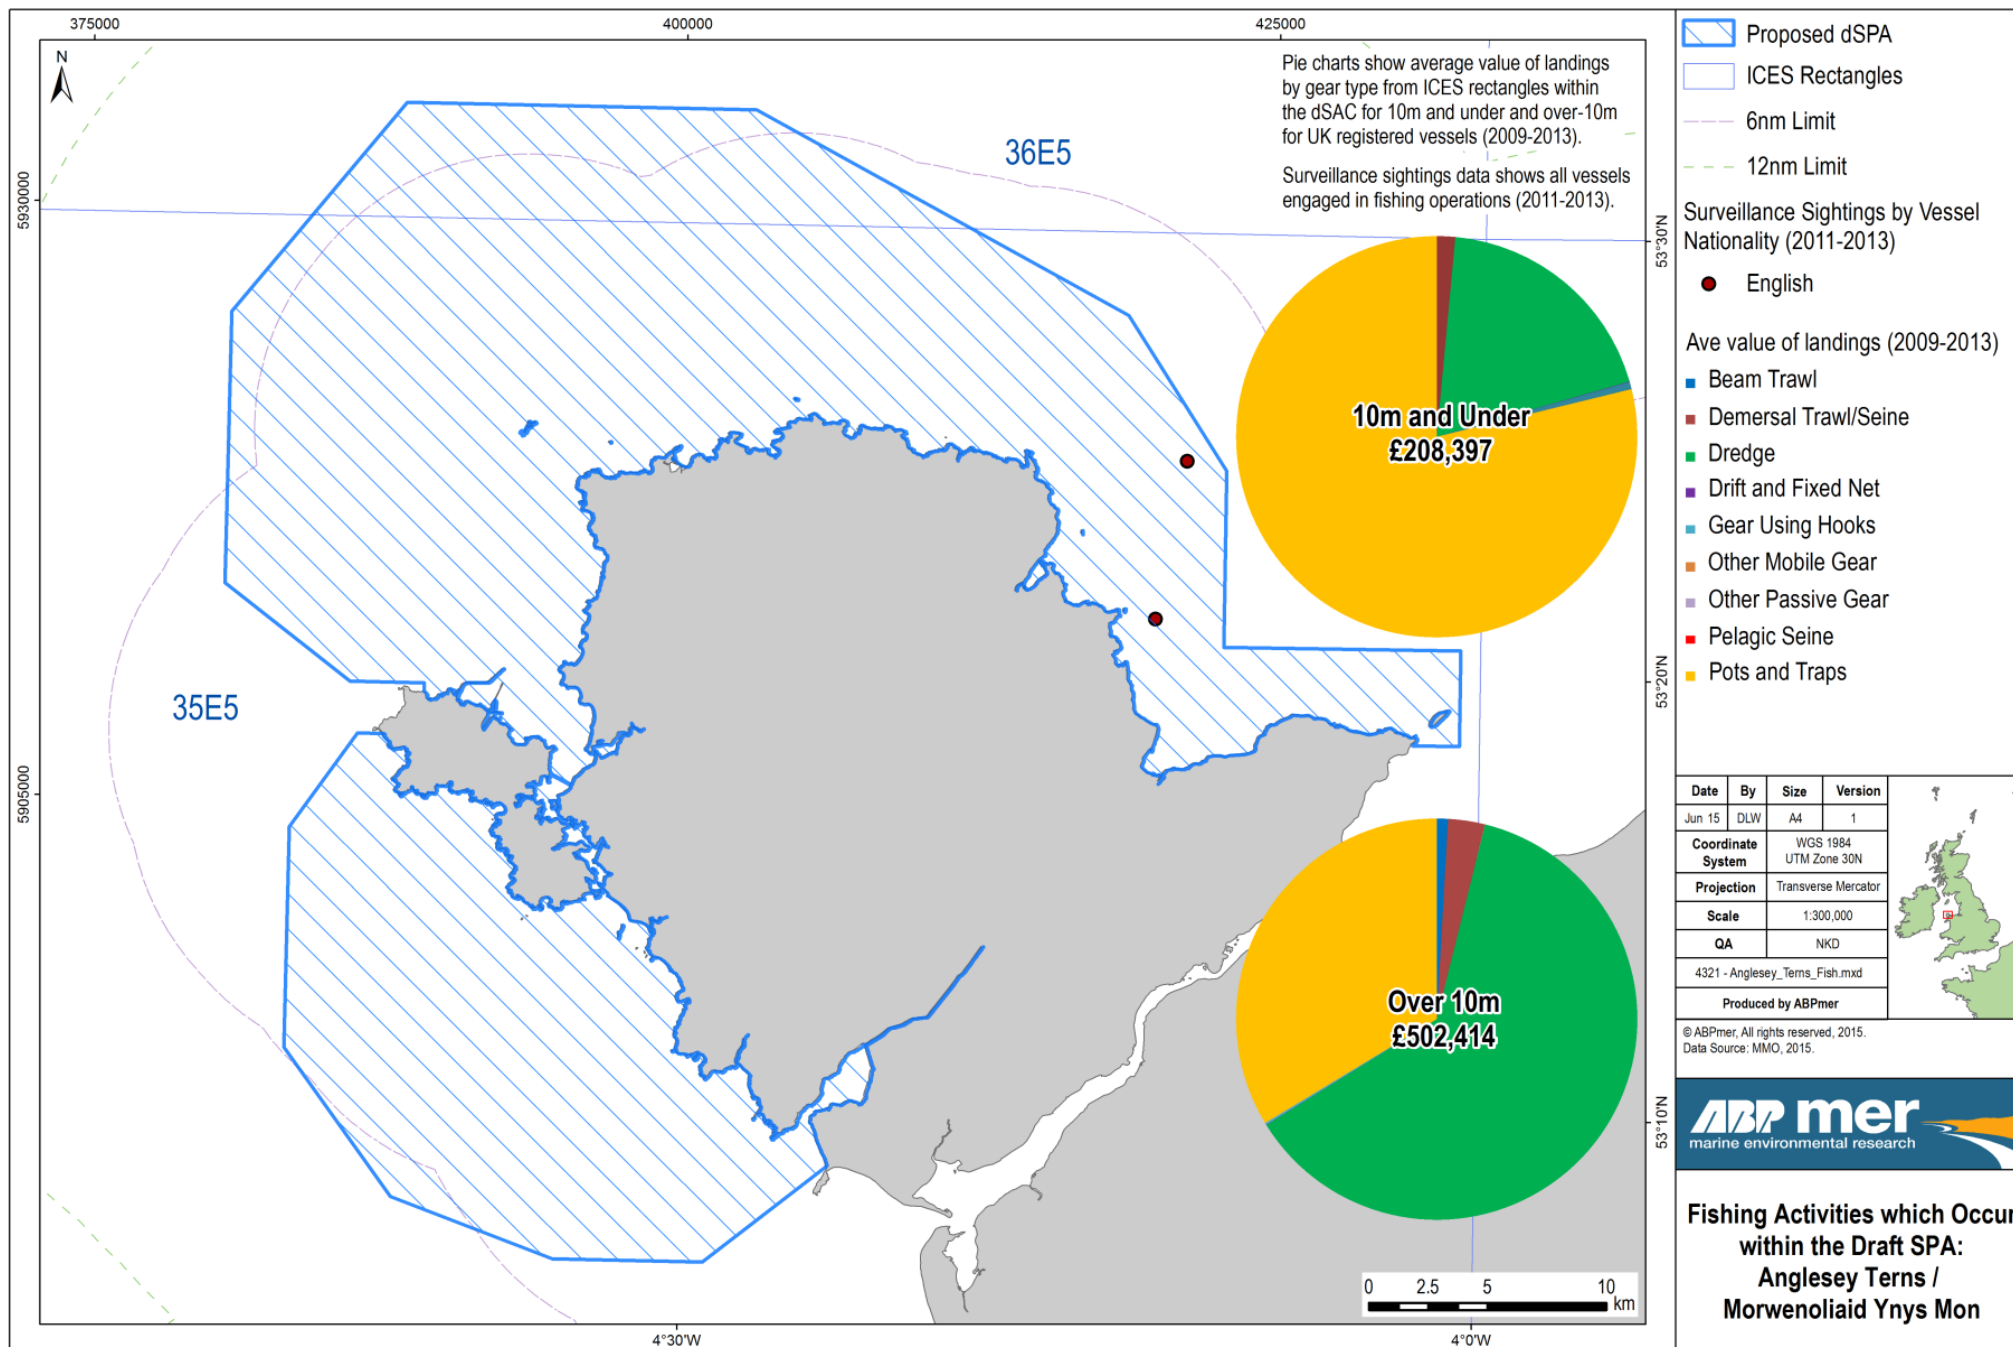 375000
400000
425000
N
Pie charts show average value of landings
by gear type from ICES rectangles within
the dSAC for 10m and under and over-10m
for UK registered vessels (2009-2013).
Surveillance sightings data shows all vessels
engaged in fishing operations (2011-2013).
36E5
35E5
5930000
5905000
53°30'N
53°20'N
53°10'N
10m and Under
£208,397
Over 10m
£502,414
0 2.5 5 10
km
4°30'W
4°0'W
Proposed dSPA
ICES Rectangles
6nm Limit
12nm Limit
Surveillance Sightings by Vessel
Nationality (2011-2013)
English
Ave value of landings (2009-2013)
Beam Trawl
Demersal Trawl/Seine
Dredge
Drift and Fixed Net
Gear Using Hooks
Other Mobile Gear
Other Passive Gear
Pelagic Seine
Pots and Traps
Date By Size Version
Jun 15 DLW A4 1
Coordinate
System
WGS 1984
UTM Zone 30N
Projection Transverse Mercator
Scale 1:300,000
QA NKD
4321 - Anglesey_Terns_Fish.mxd
Produced by ABPmer
© ABPmer, All rights reserved, 2015.
Data Source: MMO, 2015.
ABP mer
marine environmental research
Fishing Activities which Occur
within the Draft SPA:
Anglesey Terns /
Morwenoliaid Ynys Mon